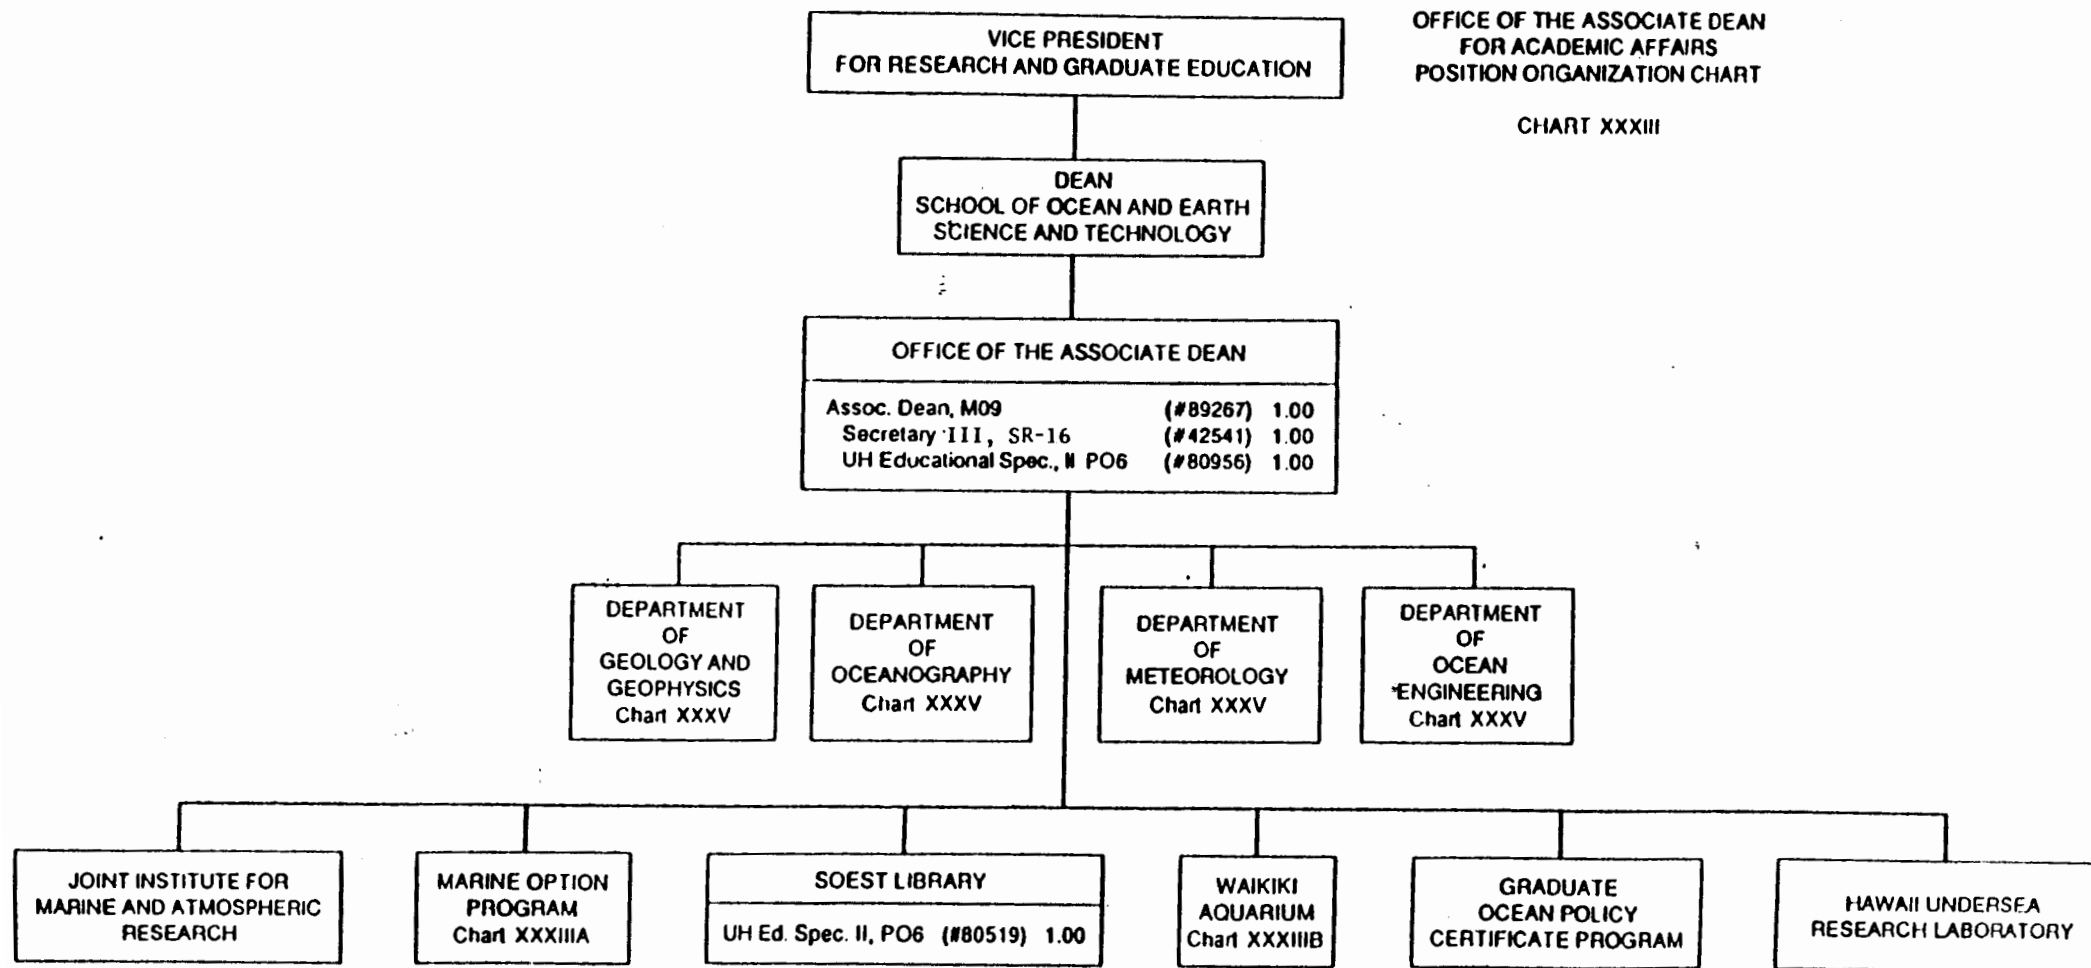 OFFICE OF THE ASSOCIATE DEAN
FOR ACADEMIC AFFAIRS
POSITION ORGANIZATION CHART
CHART XXXIII
VICE PRESIDENT
FOR RESEARCH AND GRADUATE EDUCATION
DEAN
SCHOOL OF OCEAN AND EARTH
SCIENCE AND TECHNOLOGY
OFFICE OF THE ASSOCIATE DEAN
Assoc. Dean, M09 (#89267) 1.00
Secretary III, SR-16 (#42541) 1.00
UH Educational Spec., II PO6 (#80956) 1.00
DEPARTMENT
OF
GEOLOGY AND
GEOPHYSICS
Chart XXXV
DEPARTMENT
OF
OCEANOGRAPHY
Chart XXXV
DEPARTMENT
OF
METEOROLOGY
Chart XXXV
DEPARTMENT
OF
OCEAN
ENGINEERING
Chart XXXV
JOINT INSTITUTE FOR
MARINE AND ATMOSPHERIC
RESEARCH
MARINE OPTION
PROGRAM
Chart XXXIIIA
SOEST LIBRARY
UH Ed. Spec. II, PO6 (#80519) 1.00
WAIKIKI
AQUARIUM
Chart XXXIIIB
GRADUATE
OCEAN POLICY
CERTIFICATE PROGRAM
HAWAII UNDERSEA
RESEARCH LABORATORY